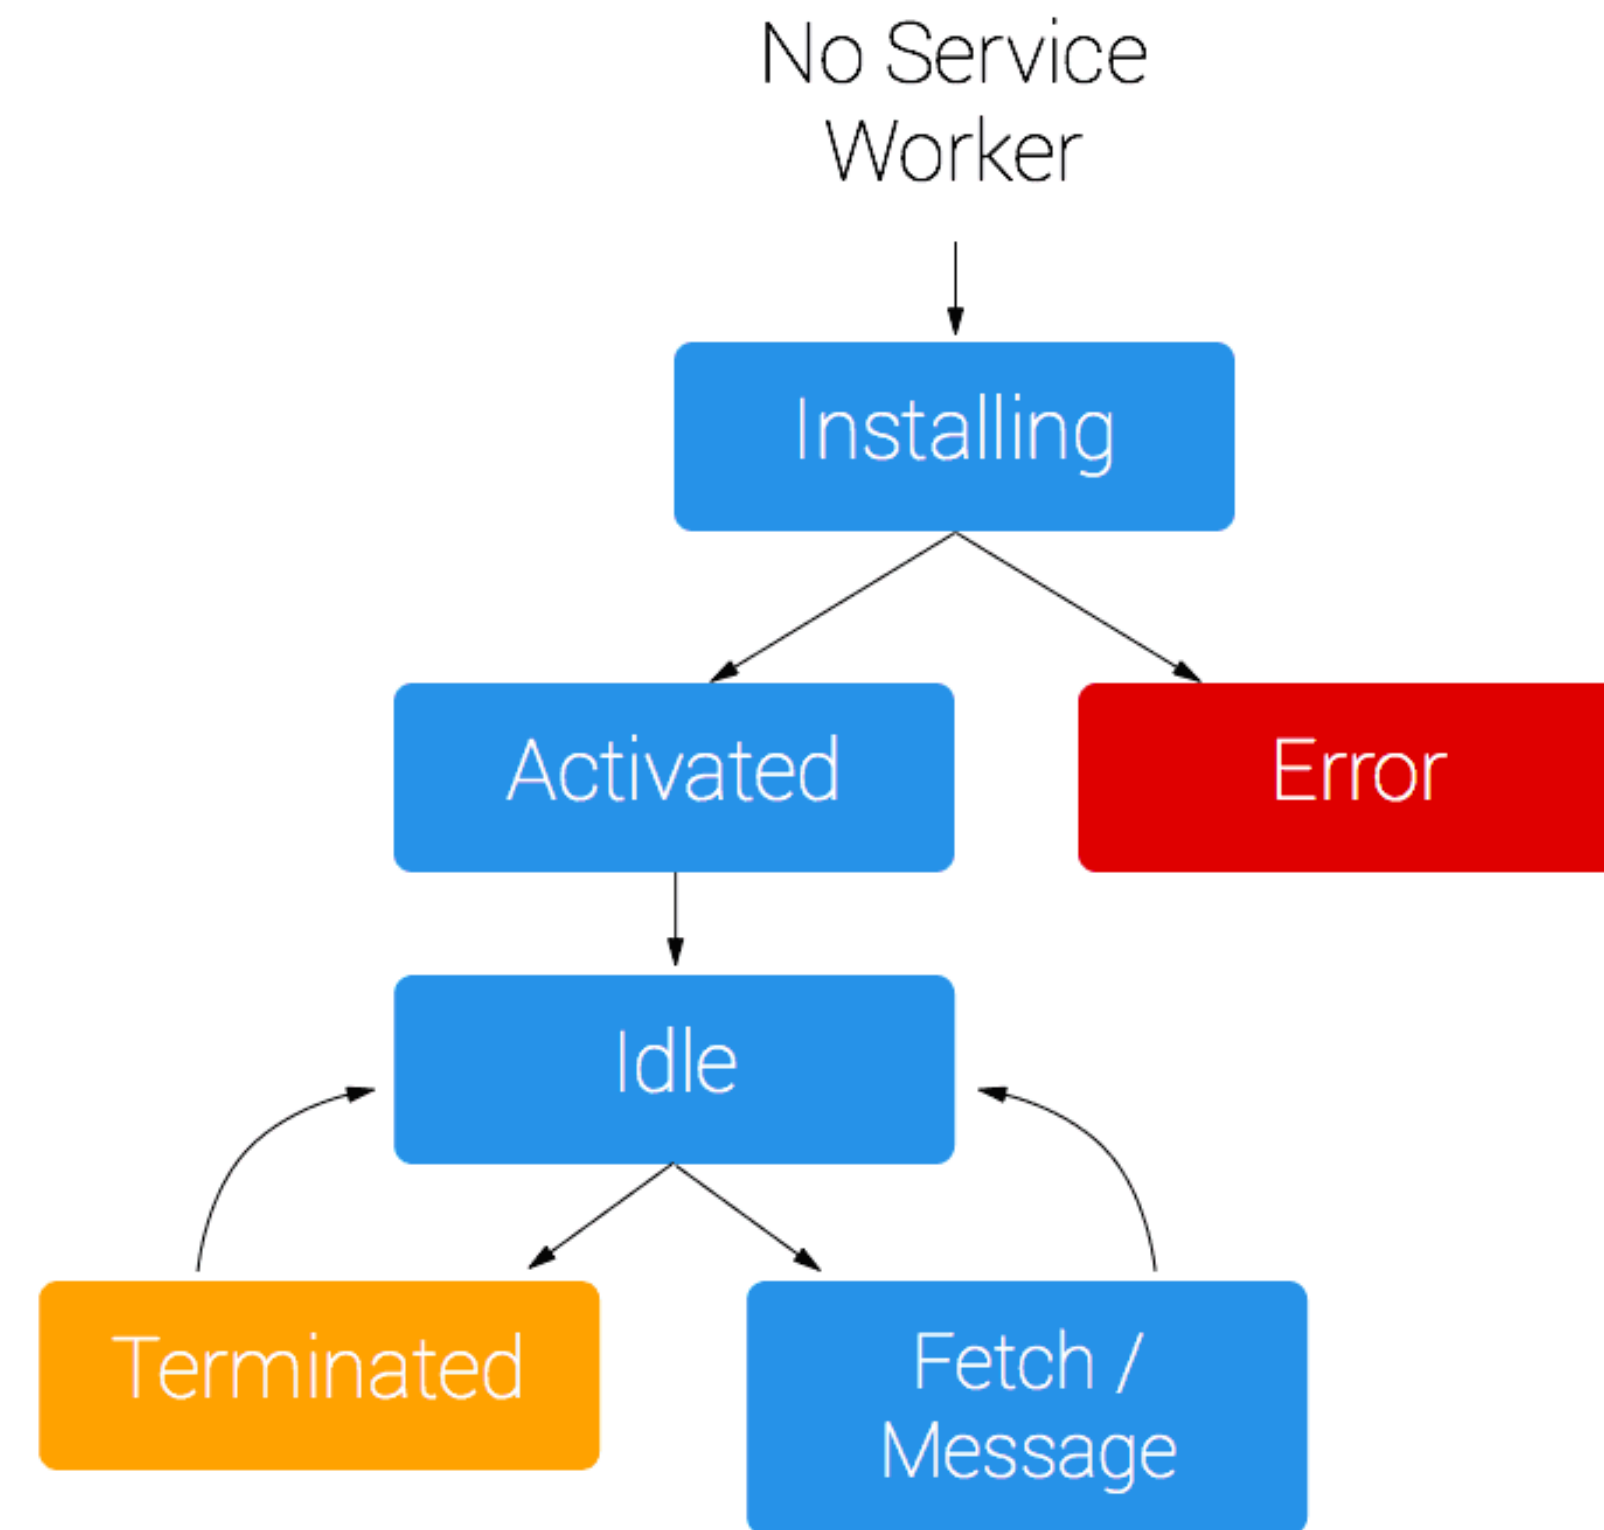 No Service
Worker
Installing
Activated
Error
Idle
Terminated
Fetch /
Message